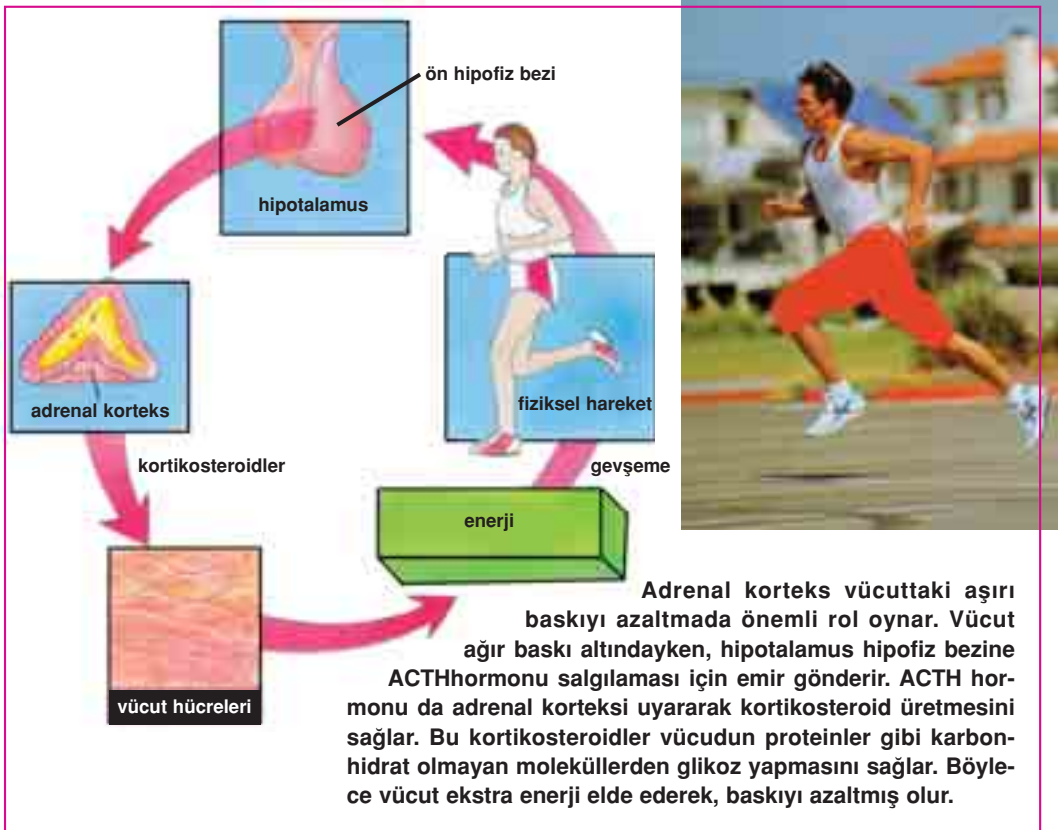 ön hipofiz bezi
hipotalamus
adrenal korteks
fiziksel hareket
kortikosteroidler
gevşeme
enerji
vücut hücreleri
Adrenal korteks vücuttaki aşırı
baskıyı azaltmada önemli rol oynar. Vücut
ağır baskı altındayken, hipotalamus hipofiz bezine
ACTHhormonu salgılaması için emir gönderir. ACTH hor-
monu da adrenal korteksi uyararak kortikosteroid üretmesini
sağlar. Bu kortikosteroidler vücudun proteinler gibi karbon-
hidrat olmayan moleküllerden glikoz yapmasını sağlar. Böyle-
ce vücut ekstra enerji elde ederek, baskıyı azaltmış olur.